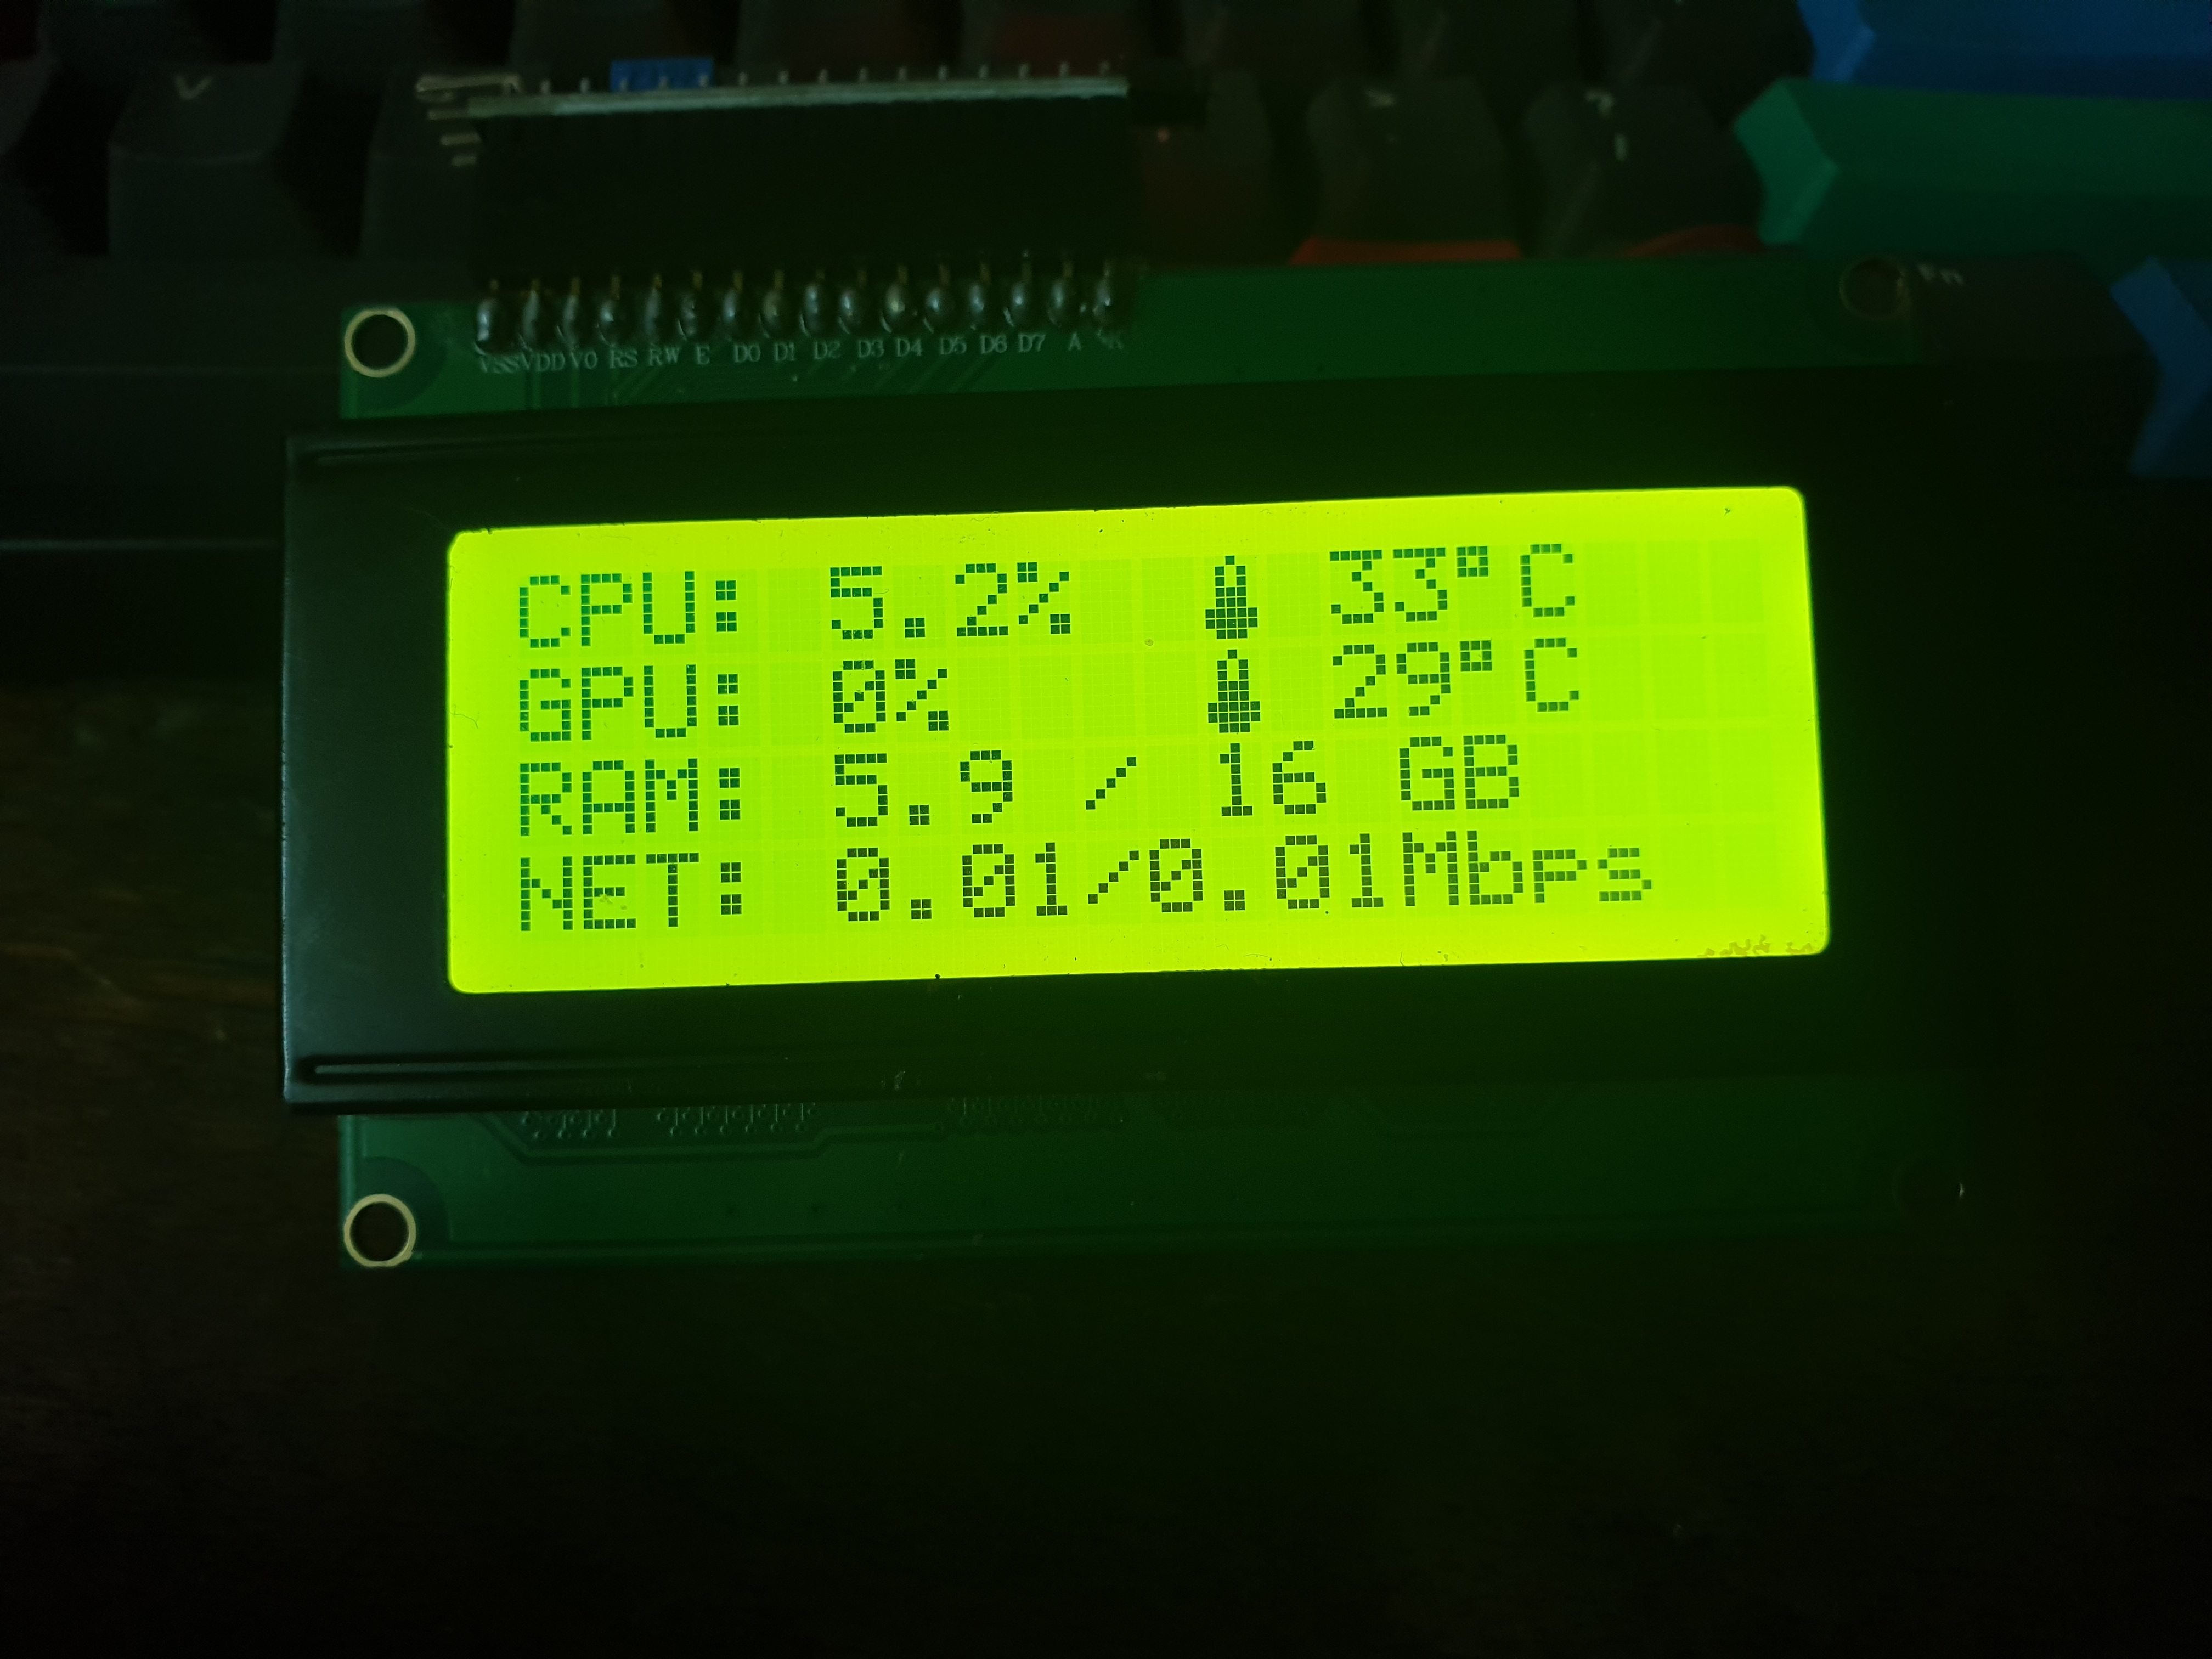 Fn
VSS VDD V0 RS RW E D0 D1 D2 D3 D4 D5 D6 D7 A K
CPU: 5.2% 33°C
GPU: 0% 29°C
RAM: 5.9 / 16 GB
NET: 0.01/0.01Mbps